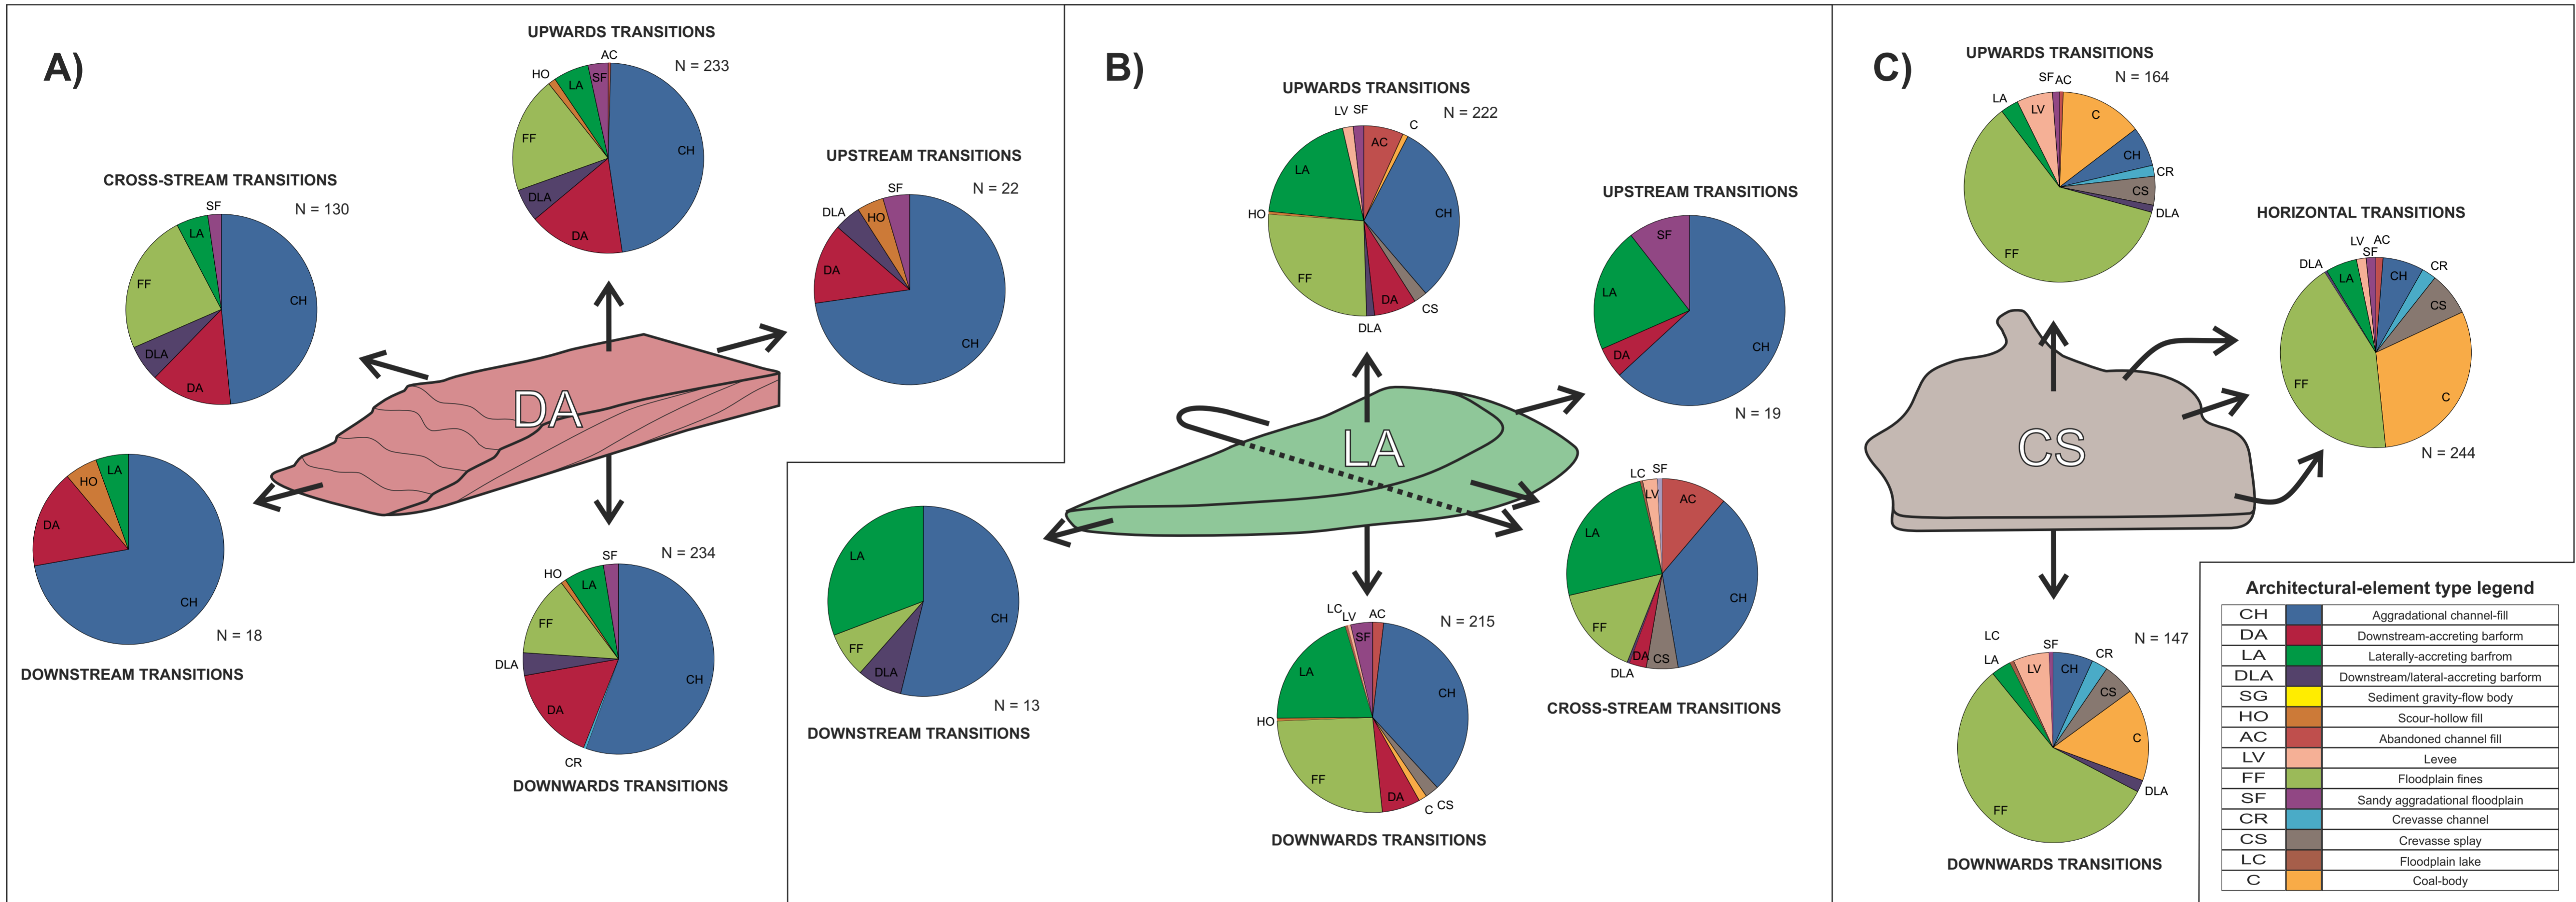 A)
UPWARDS TRANSITIONS
N = 233
AC
CH
DA
DLA
FF
HO
LA
SF
UPSTREAM TRANSITIONS
N = 22
SF
HO
DLA
DA
CH
CROSS-STREAM TRANSITIONS
N = 130
SF
LA
FF
DLA
DA
CH
DA
LA
HO
DA
CH
N = 18
DOWNSTREAM TRANSITIONS
N = 234
SF
LA
HO
FF
DLA
DA
CR
CH
DOWNWARDS TRANSITIONS
B)
UPWARDS TRANSITIONS
N = 222
LV
SF
AC
C
CH
CS
DA
DLA
FF
HO
LA
UPSTREAM TRANSITIONS
SF
LA
DA
CH
N = 19
LA
LC
SF
LV
AC
CH
CS
DA
DLA
FF
LA
CROSS-STREAM TRANSITIONS
LA
FF
DLA
CH
N = 13
DOWNSTREAM TRANSITIONS
N = 215
LC
LV
SF
AC
CH
CS
C
DA
FF
HO
LA
DOWNWARDS TRANSITIONS
C)
UPWARDS TRANSITIONS
N = 164
SF
AC
C
CH
CR
CS
DLA
FF
LA
LV
HORIZONTAL TRANSITIONS
LV
SF
AC
CH
CR
CS
C
FF
DLA
LA
N = 244
CS
N = 147
LC
LA
LV
SF
CH
CR
CS
C
DLA
FF
DOWNWARDS TRANSITIONS
Architectural-element type legend
CH Aggradational channel-fill
DA Downstream-accreting barform
LA Laterally-accreting barfrom
DLA Downstream/lateral-accreting barform
SG Sediment gravity-flow body
HO Scour-hollow fill
AC Abandoned channel fill
LV Levee
FF Floodplain fines
SF Sandy aggradational floodplain
CR Crevasse channel
CS Crevasse splay
LC Floodplain lake
C Coal-body